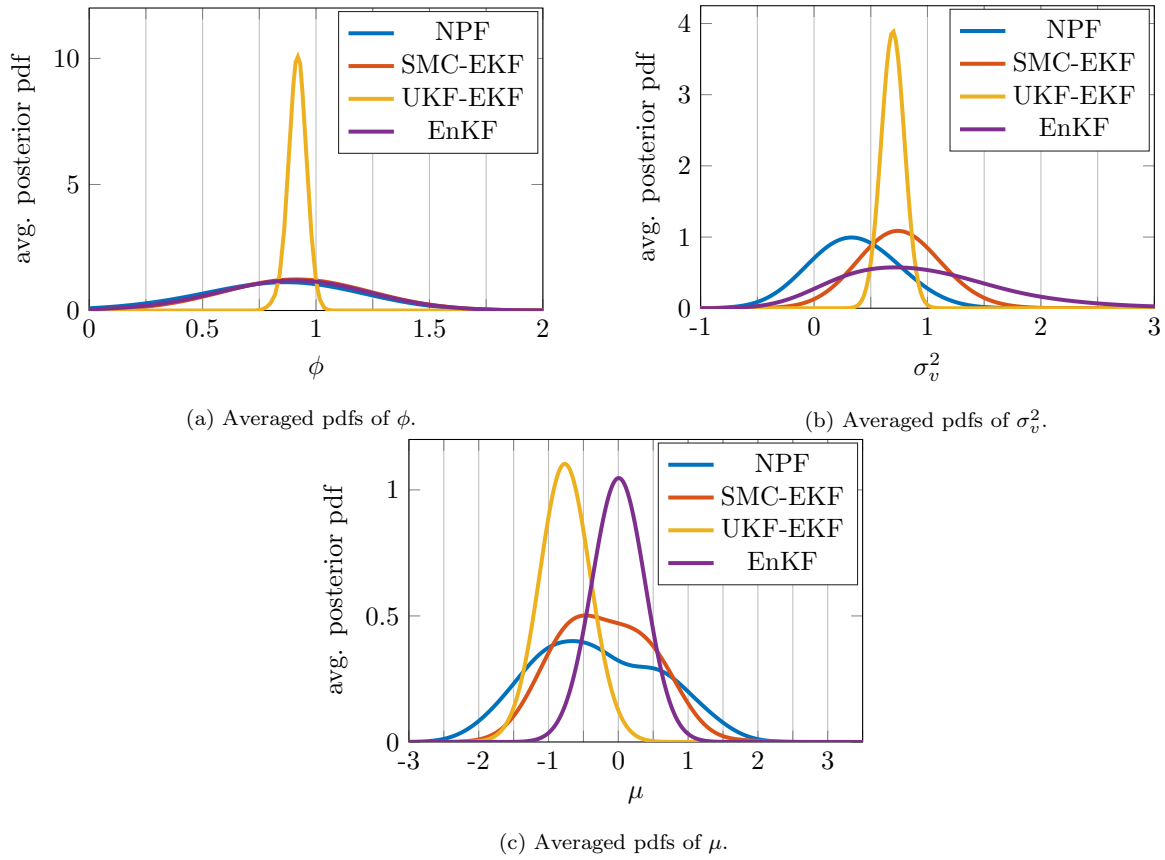 avg. posterior pdf
10
5
0
NPF
SMC-EKF
UKF-EKF
EnKF
0 0.5 1 1.5 2
ϕ
(a) Averaged pdfs of ϕ.
avg. posterior pdf
4
3
2
1
0
NPF
SMC-EKF
UKF-EKF
EnKF
-1 0 1 2 3
σ_v^2
(b) Averaged pdfs of σ_v^2.
avg. posterior pdf
1
0.5
0
NPF
SMC-EKF
UKF-EKF
EnKF
-3 -2 -1 0 1 2 3
μ
(c) Averaged pdfs of μ.